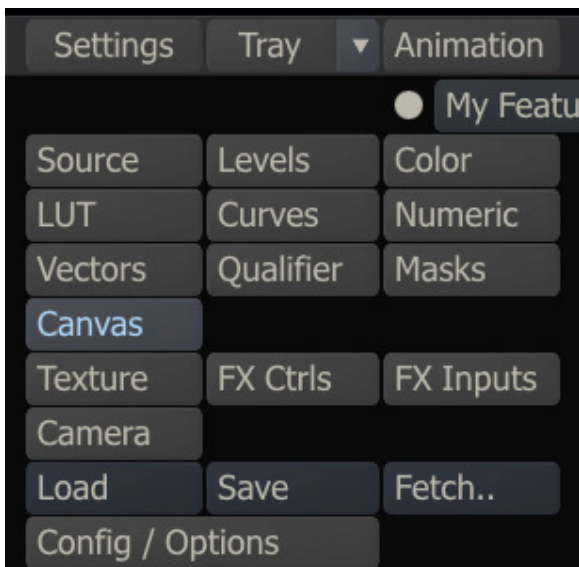 Settings Tray ▼ Animation
My Featu
Source Levels Color
LUT Curves Numeric
Vectors Qualifier Masks
Canvas
Texture FX Ctrls FX Inputs
Camera
Load Save Fetch..
Config / Options